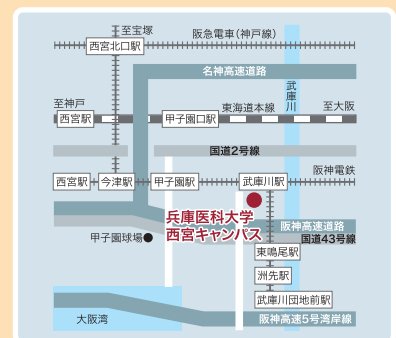 至宝塚
阪急電車(神戸線)
西宮北口駅
名神高速道路
武庫川
至神戸
東海道本線
至大阪
西宮駅
甲子園口駅
国道2号線
阪神電鉄
西宮駅
今津駅
甲子園駅
武庫川駅
兵庫医科大学
西宮キャンパス
阪神高速道路
甲子園球場
国道43号線
東鳴尾駅
洲先駅
武庫川団地前駅
大阪湾
阪神高速5号湾岸線